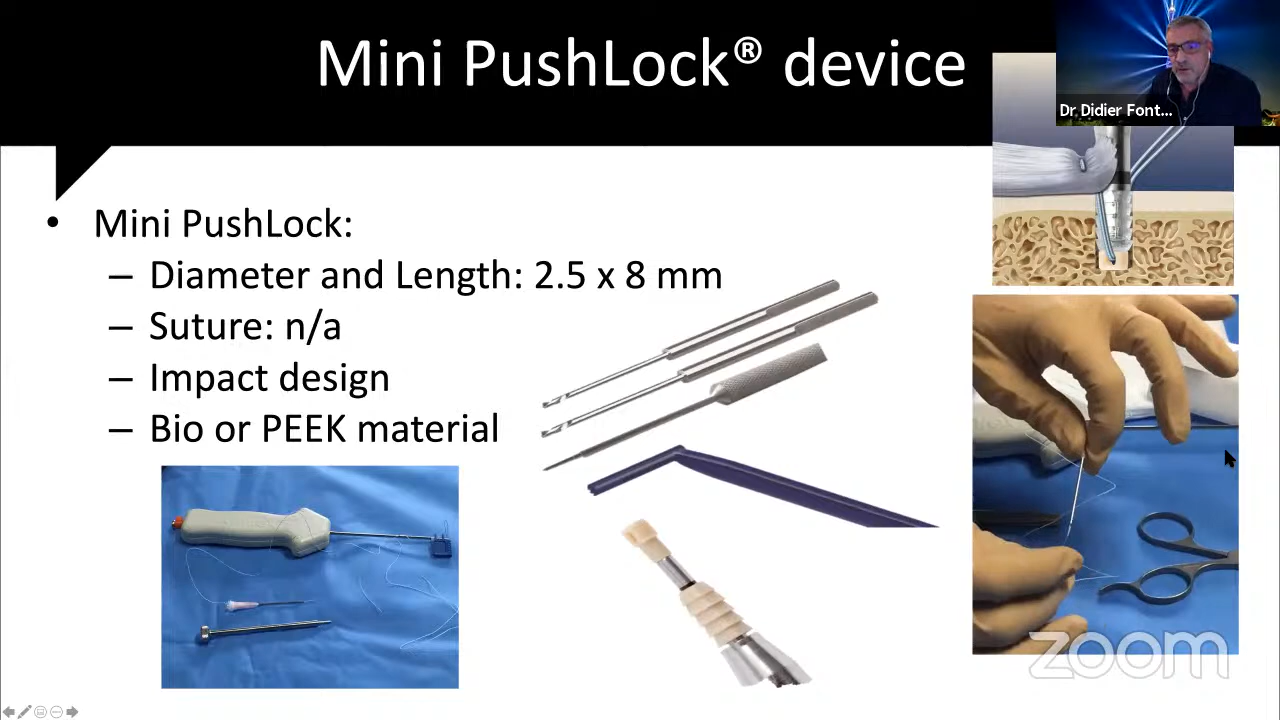 Mini PushLock® device
Dr Didier Font...
• Mini PushLock:
– Diameter and Length: 2.5 x 8 mm
– Suture: n/a
– Impact design
– Bio or PEEK material
zoom